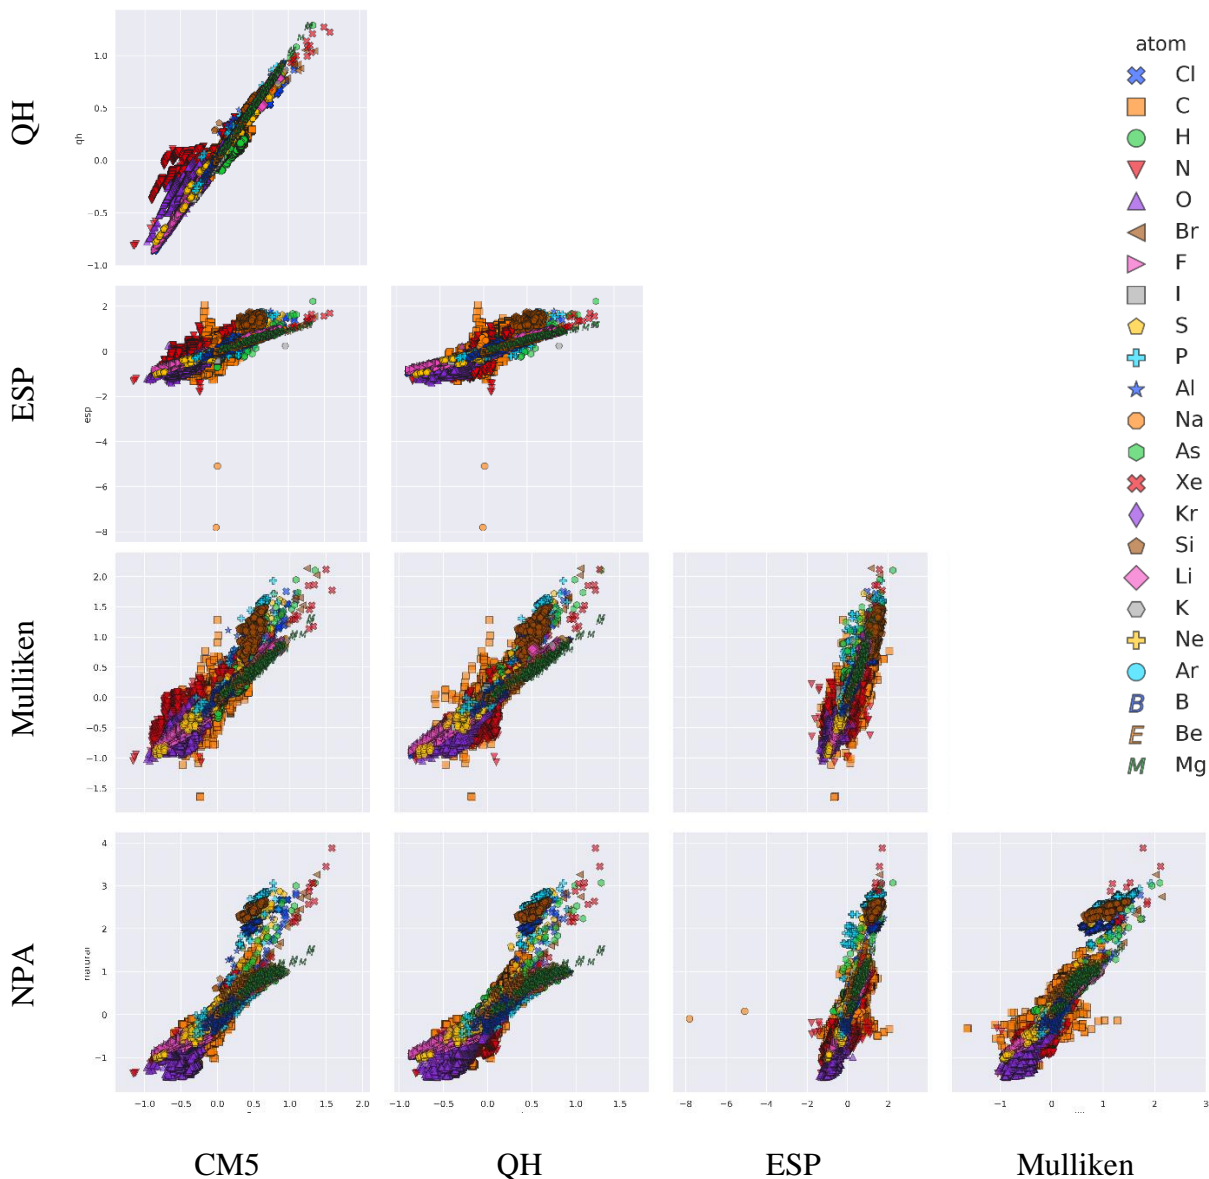 QH
qh
1.0
0.5
0.0
−0.5
−1.0
ESP
esp
2
0
−2
−4
−6
−8
Mulliken
2.0
1.5
1.0
0.5
0.0
−0.5
−1.0
−1.5
NPA
natural
4
3
2
1
0
−1
−1.0 −0.5 0.0 0.5 1.0 1.5 2.0
−1.0 −0.5 0.0 0.5 1.0 1.5
−8 −6 −4 −2 0 2
−1 0 1 2 3
CM5 QH ESP Mulliken
atom
Cl
C
H
N
O
Br
F
I
S
P
Al
Na
As
Xe
Kr
Si
Li
K
Ne
Ar
B B
E Be
M Mg